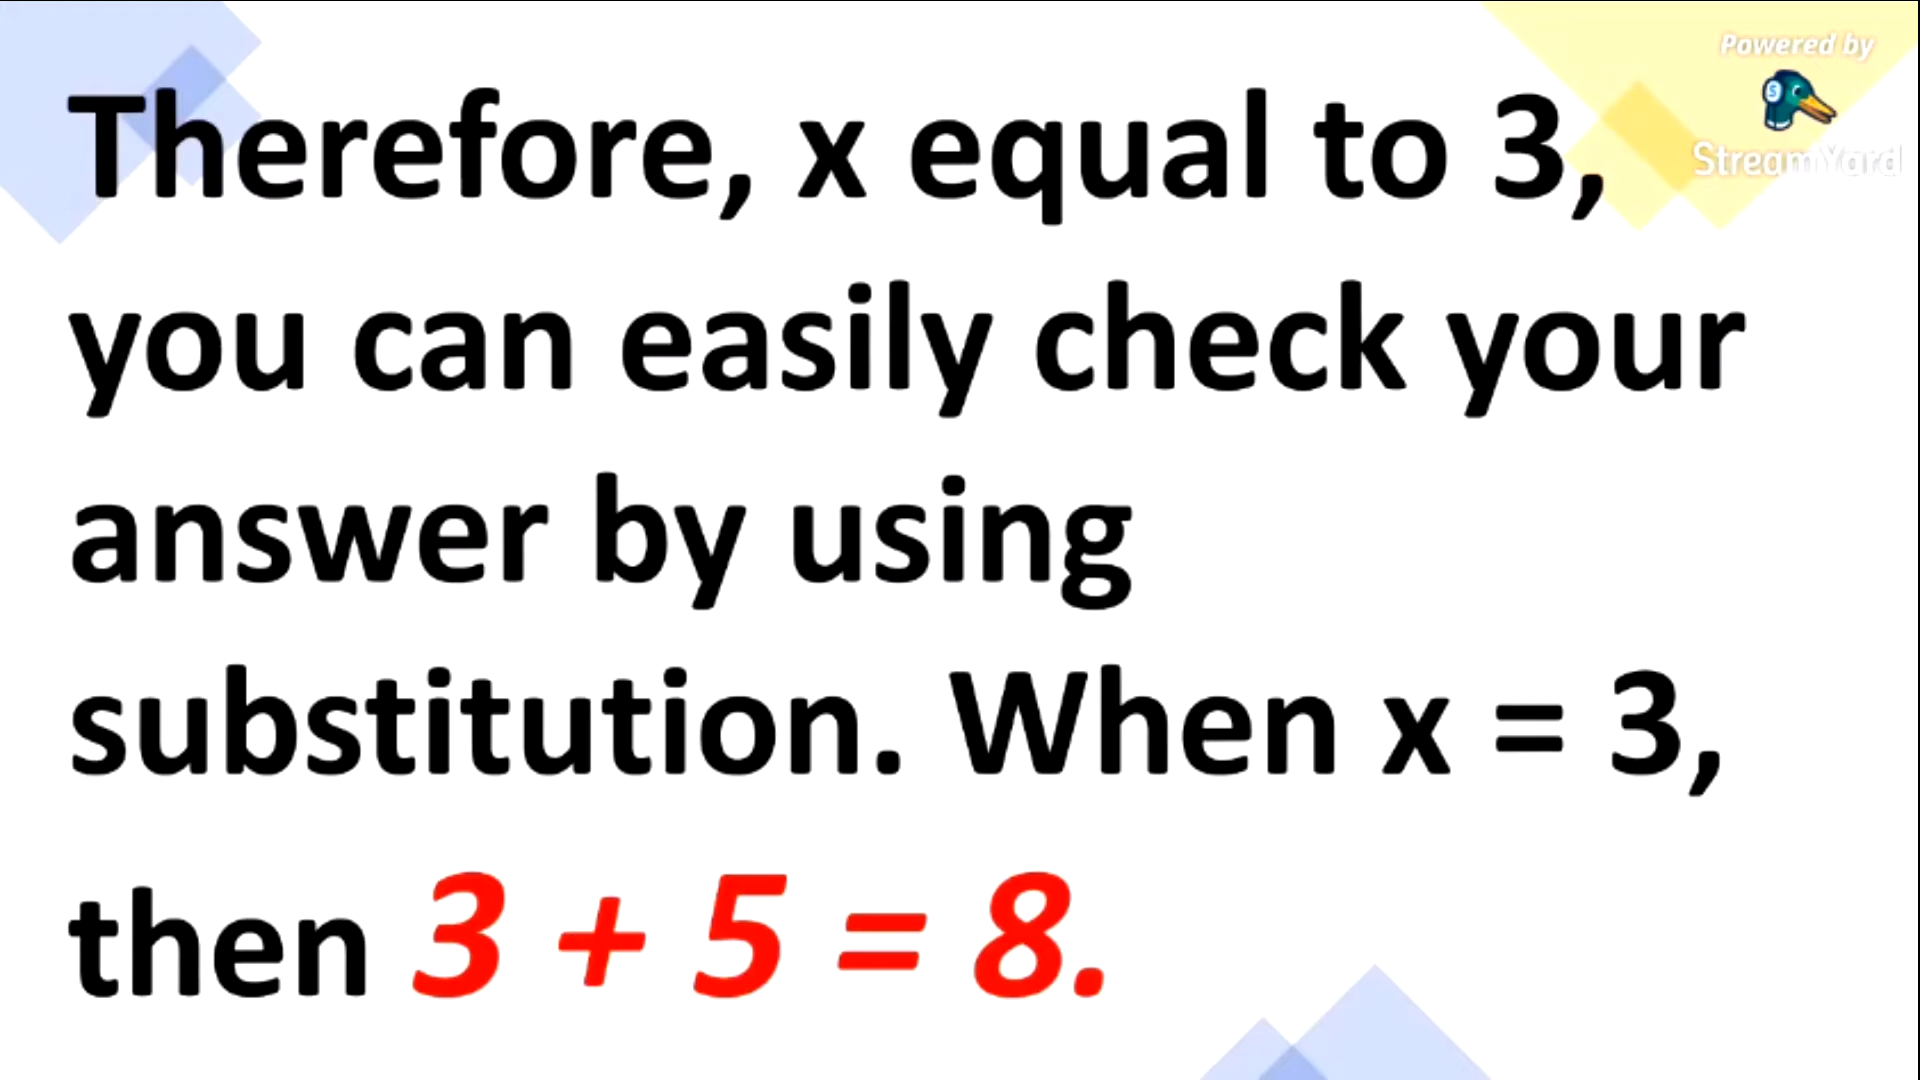 Powered by
StreamYard
Therefore, x equal to 3,
you can easily check your
answer by using
substitution. When x = 3,
then 3 + 5 = 8.